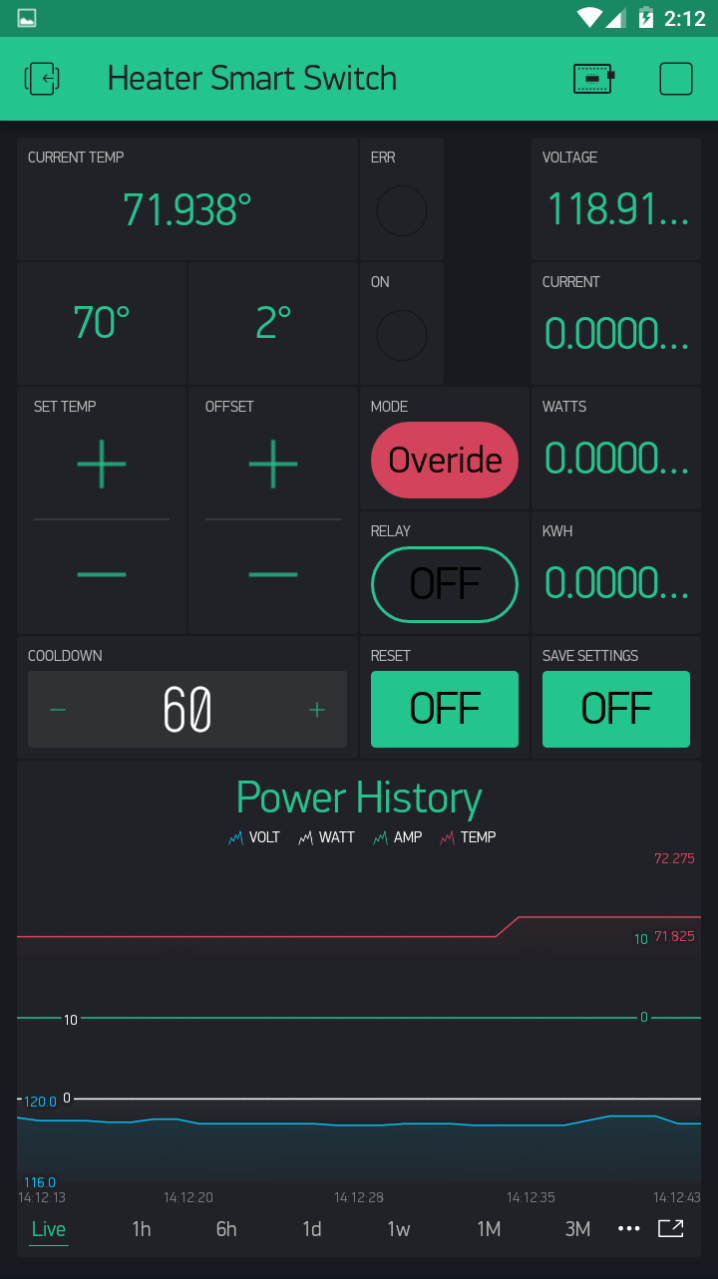 2:12
Heater Smart Switch
CURRENT TEMP ERR VOLTAGE
71.938° 118.91...
ON CURRENT
70° 2° 0.0000...
SET TEMP OFFSET MODE WATTS
+ + Overide 0.0000...
RELAY KWH
− − OFF 0.0000...
COOLDOWN RESET SAVE SETTINGS
− 60 + OFF OFF
Power History
VOLT WATT AMP TEMP
72.275
10 71.825
10 0
120.0 0
116.0
14:12:13 14:12:20 14:12:28 14:12:35 14:12:43
Live 1h 6h 1d 1w 1M 3M ...